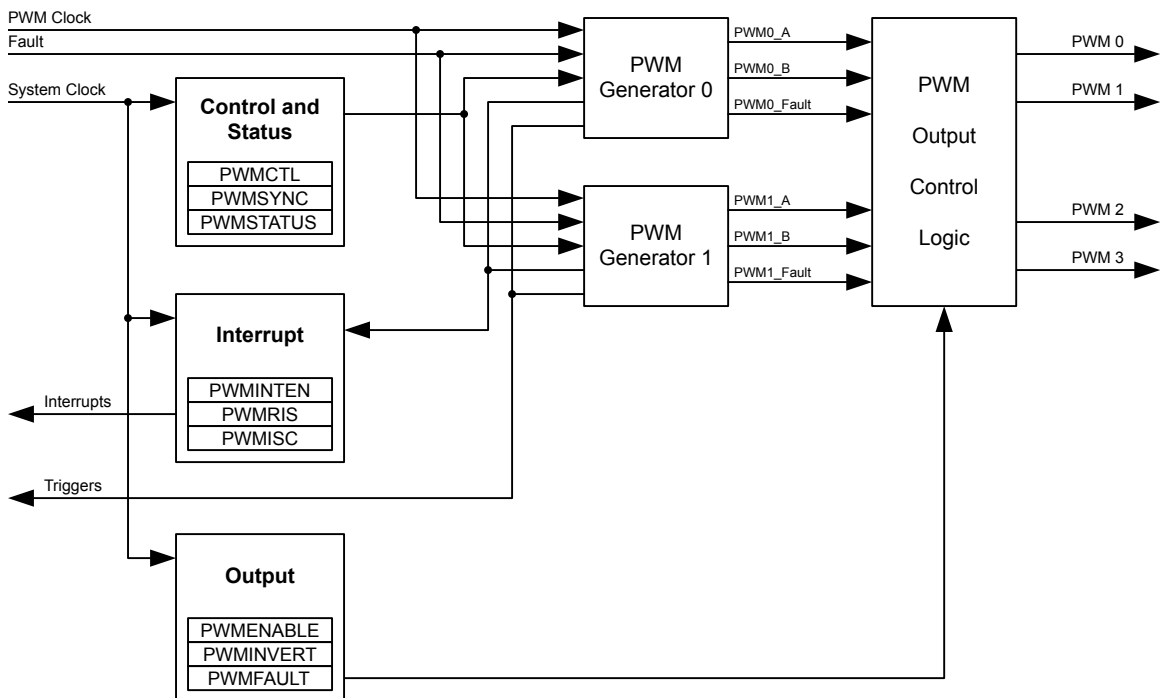 PWM Clock
Fault
System Clock
Control and
Status
PWMCTL
PWMSYNC
PWMSTATUS
Interrupt
PWMINTEN
PWMRIS
PWMISC
Interrupts
Triggers
Output
PWMENABLE
PWMINVERT
PWMFAULT
PWM
Generator 0
PWM0_A
PWM0_B
PWM0_Fault
PWM
Generator 1
PWM1_A
PWM1_B
PWM1_Fault
PWM
Output
Control
Logic
PWM 0
PWM 1
PWM 2
PWM 3